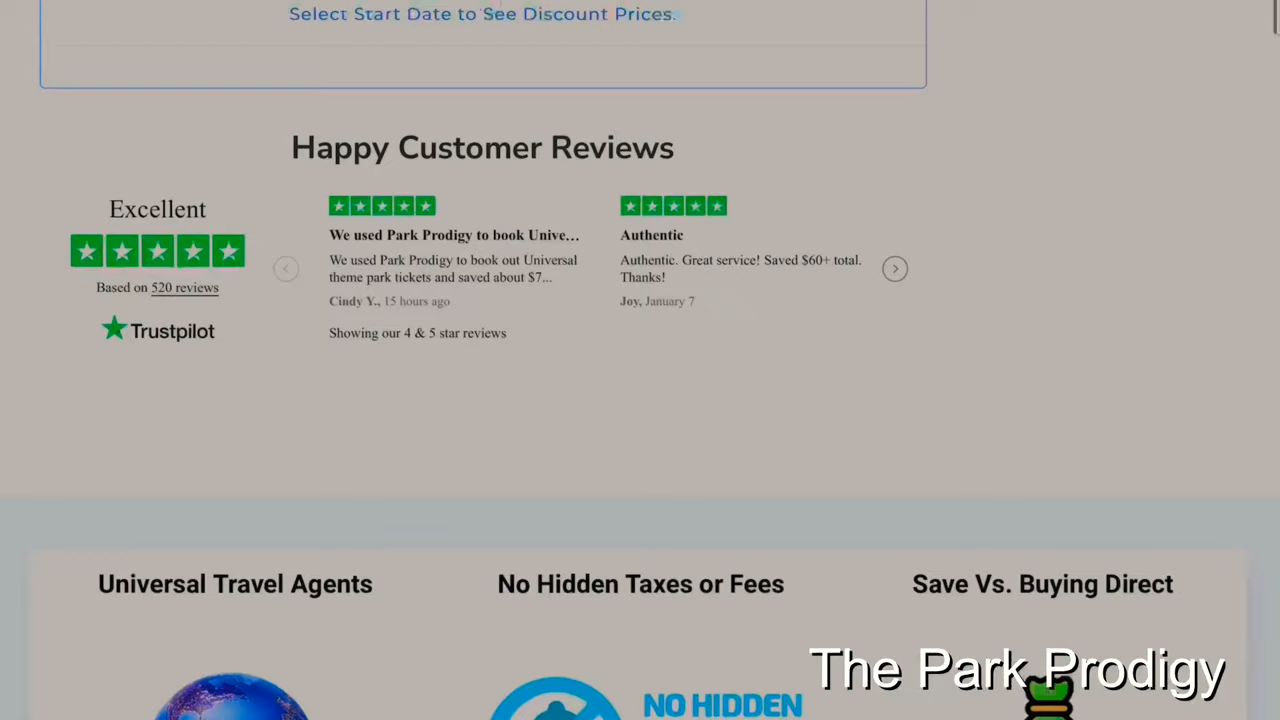 Select Start Date to See Discount Prices.
Happy Customer Reviews
Excellent
Based on 520 reviews
Trustpilot
We used Park Prodigy to book Unive...
We used Park Prodigy to book out Universal
theme park tickets and saved about $7...
Cindy Y., 15 hours ago
Showing our 4 & 5 star reviews
Authentic
Authentic. Great service! Saved $60+ total.
Thanks!
Joy, January 7
Universal Travel Agents
No Hidden Taxes or Fees
Save Vs. Buying Direct
NO HIDDEN
The Park Prodigy